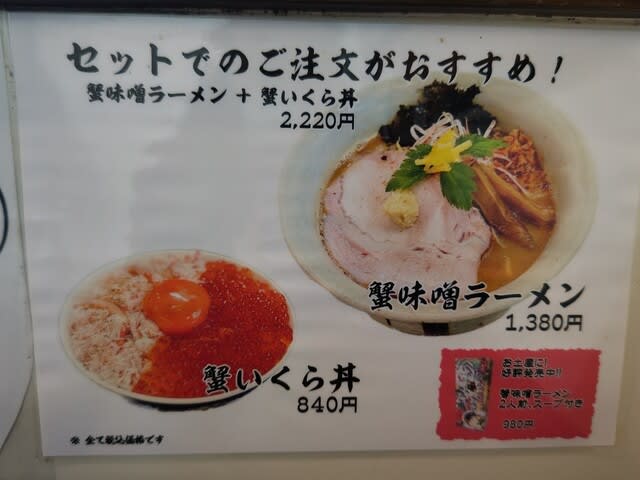 セットでのご注文がおすすめ！
蟹味噌ラーメン + 蟹いくら丼
2,220円
蟹味噌ラーメン
1,380円
蟹いくら丼
840円
お土産に!
好評発売中!!
蟹味噌ラーメン
2人前、スープ付き
980円
※ 全て税込価格です